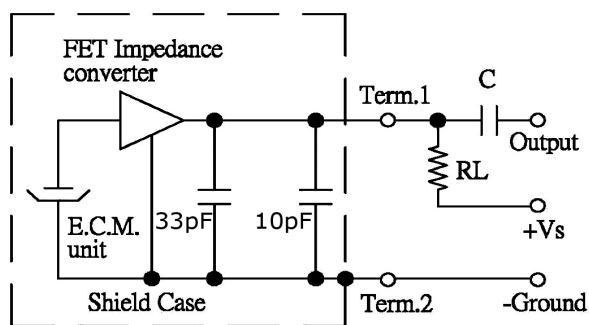 FET Impedance
converter
C
Term.1
Output
RL
33pF
10pF
E.C.M.
unit
+Vs
Shield Case
Term.2
-Ground